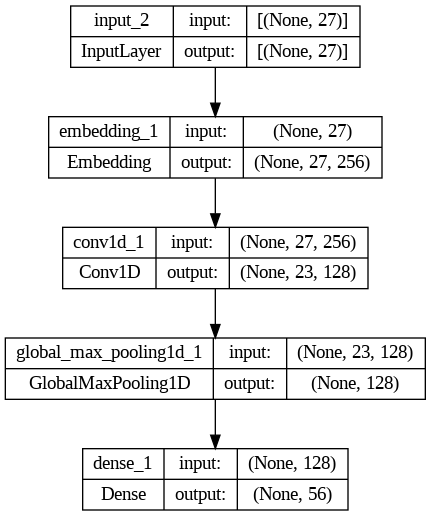 input_2 input: [(None, 27)]
InputLayer output: [(None, 27)]
embedding_1 input: (None, 27)
Embedding output: (None, 27, 256)
conv1d_1 input: (None, 27, 256)
Conv1D output: (None, 23, 128)
global_max_pooling1d_1 input: (None, 23, 128)
GlobalMaxPooling1D output: (None, 128)
dense_1 input: (None, 128)
Dense output: (None, 56)